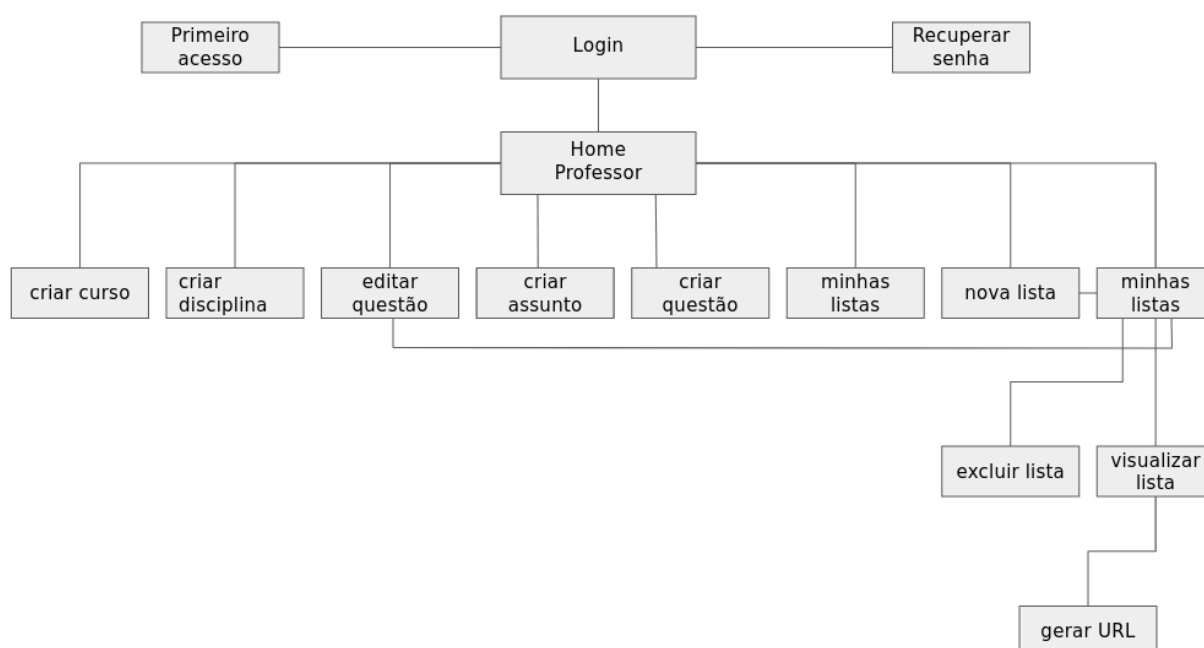 Primeiro
acesso
Login
Recuperar
senha
Home
Professor
criar curso
criar
disciplina
editar
questão
criar
assunto
criar
questão
minhas
listas
nova lista
minhas
listas
excluir lista
visualizar
lista
gerar URL